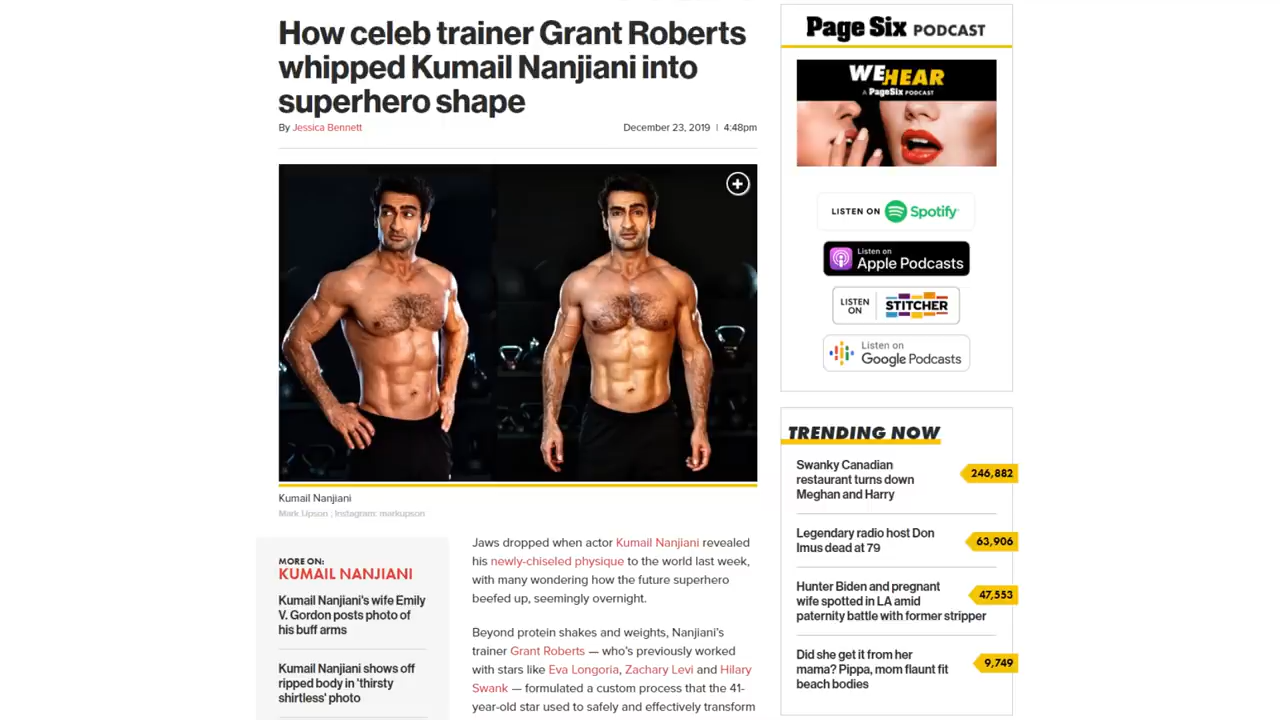 How celeb trainer Grant Roberts
whipped Kumail Nanjiani into
superhero shape
By Jessica Bennett
December 23, 2019 | 4:48pm
Kumail Nanjiani
Mark Upson ; Instagram: markupson
MORE ON:
KUMAIL NANJIANI
Kumail Nanjiani's wife Emily
V. Gordon posts photo of
his buff arms
Kumail Nanjiani shows off
ripped body in 'thirsty
shirtless' photo
Jaws dropped when actor Kumail Nanjiani revealed
his newly-chiseled physique to the world last week,
with many wondering how the future superhero
beefed up, seemingly overnight.
Beyond protein shakes and weights, Nanjiani's
trainer Grant Roberts — who's previously worked
with stars like Eva Longoria, Zachary Levi and Hilary
Swank — formulated a custom process that the 41-
year-old star used to safely and effectively transform
Page Six PODCAST
WE HEAR
A PageSix PODCAST
LISTEN ON Spotify
Listen on
Apple Podcasts
LISTEN
ON
STITCHER
Listen on
Google Podcasts
TRENDING NOW
Swanky Canadian
restaurant turns down
Meghan and Harry
246,882
Legendary radio host Don
Imus dead at 79
63,906
Hunter Biden and pregnant
wife spotted in LA amid
paternity battle with former stripper
47,553
Did she get it from her
mama? Pippa, mom flaunt fit
beach bodies
9,749